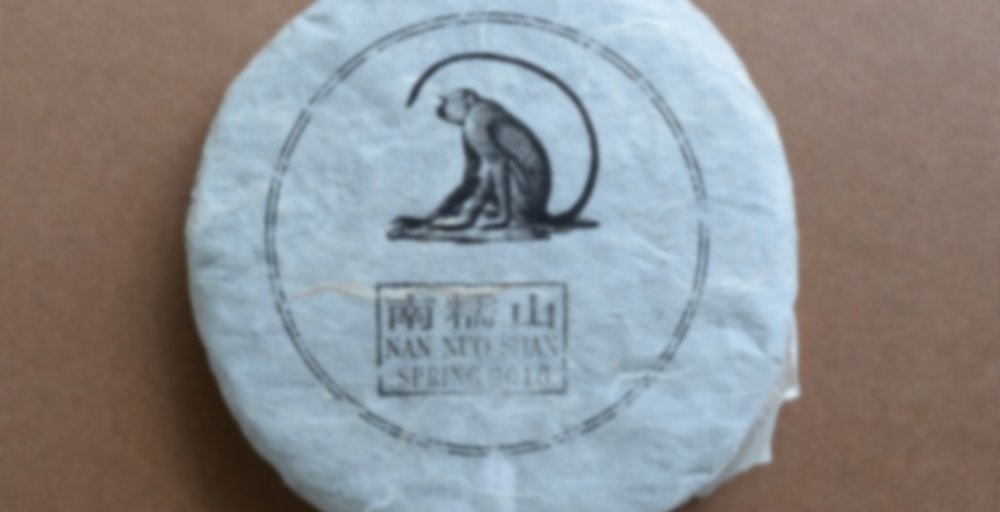 南糯山
NAN NUO SHAN
SPRING